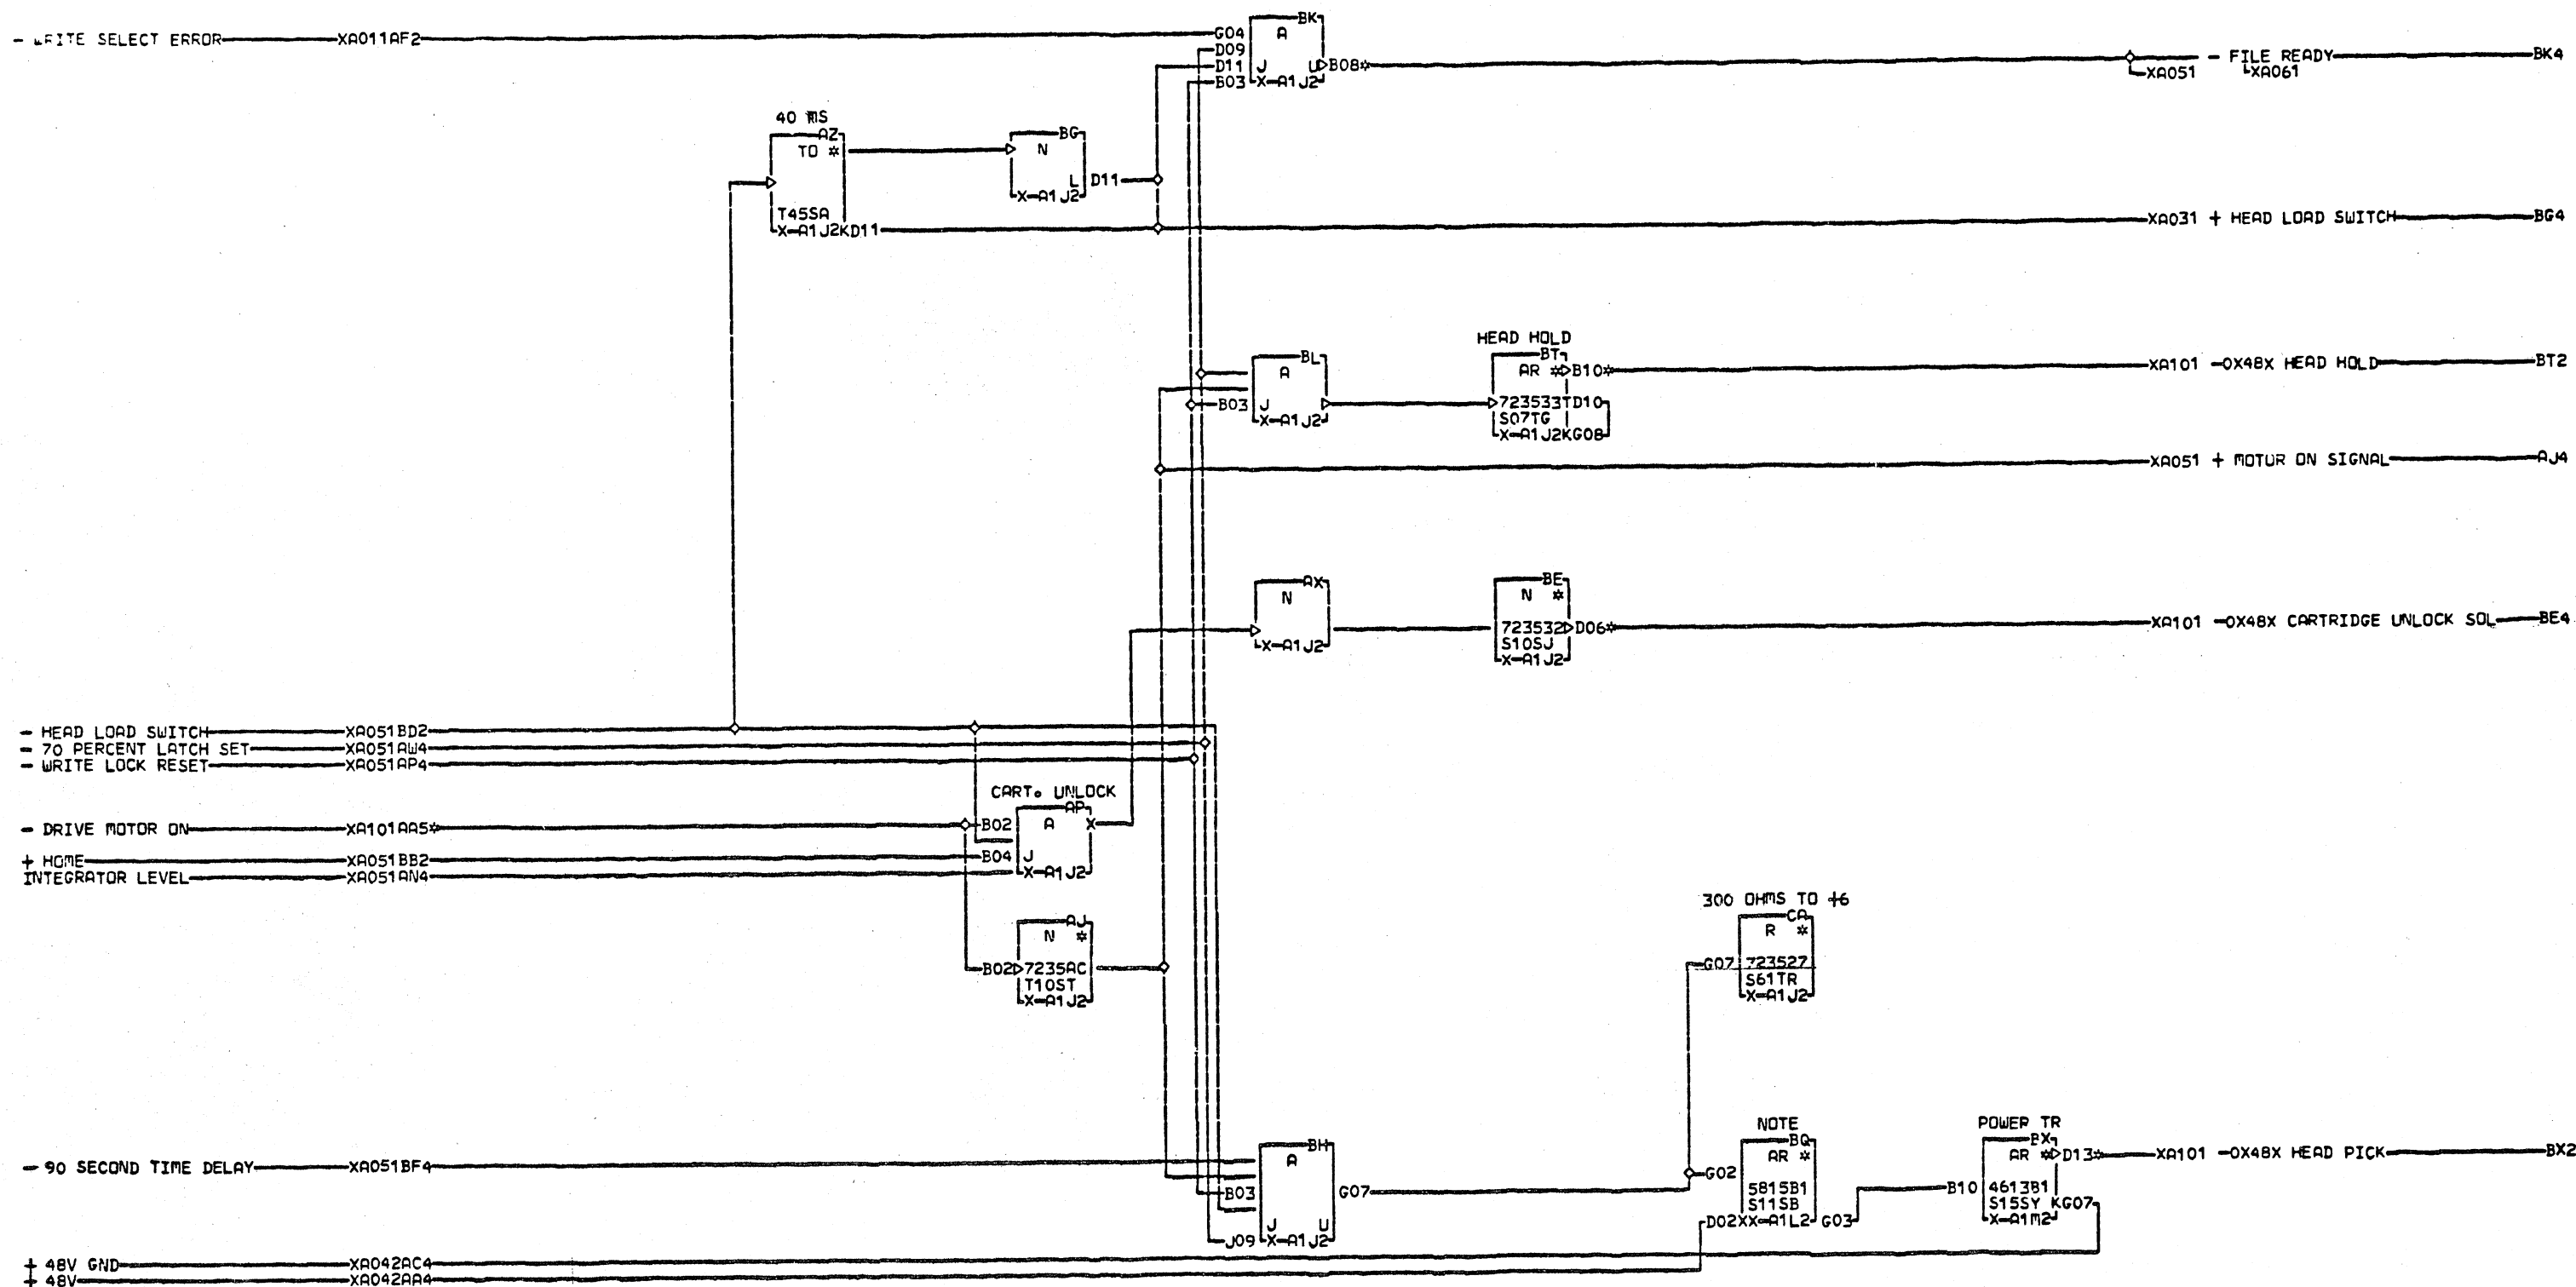 - WRITE SELECT ERROR XA011AF2
G04 A BK
D09
D11 J U B08* XA051 - FILE READY BK4
B03 X-A1J2 XA061
40 MS
AZ
TO *
T45SA
X-A1J2KD11
BG
N
L D11
X-A1J2
XA031 + HEAD LOAD SWITCH BG4
BL
A
B03 J
X-A1J2
HEAD HOLD
BT
AR * B10*
723533TD10
S07TG
X-A1J2KG08
XA101 -0X48X HEAD HOLD BT2
XA051 + MOTOR ON SIGNAL AJ4
AX
N
X-A1J2
BE
N *
723532 D06*
S10SJ
X-A1J2
XA101 -0X48X CARTRIDGE UNLOCK SOL BE4
- HEAD LOAD SWITCH XA051BD2
- 70 PERCENT LATCH SET XA051AW4
- WRITE LOCK RESET XA051AP4
CART. UNLOCK
- DRIVE MOTOR ON XA101AA5*
+ HOME XA051BB2
INTEGRATOR LEVEL XA051AN4
AP
B02 A X
B04 J
X-A1J2
AJ
N *
B02 7235AC
T10ST
X-A1J2
300 OHMS TO +6
CA
R *
G07 723527
S61TR
X-A1J2
- 90 SECOND TIME DELAY XA051BF4
BH
A
B03 G07
J U
J09 X-A1J2
NOTE
BQ
AR *
G02
5815B1
S11SB
D02XX-A1L2 G03
POWER TR
BX
AR * D13*
B10 4613B1
S15SY KG07
X-A1M2
XA101 -0X48X HEAD PICK BX2
+ 48V GND XA042AC4
+ 48V XA042AA4